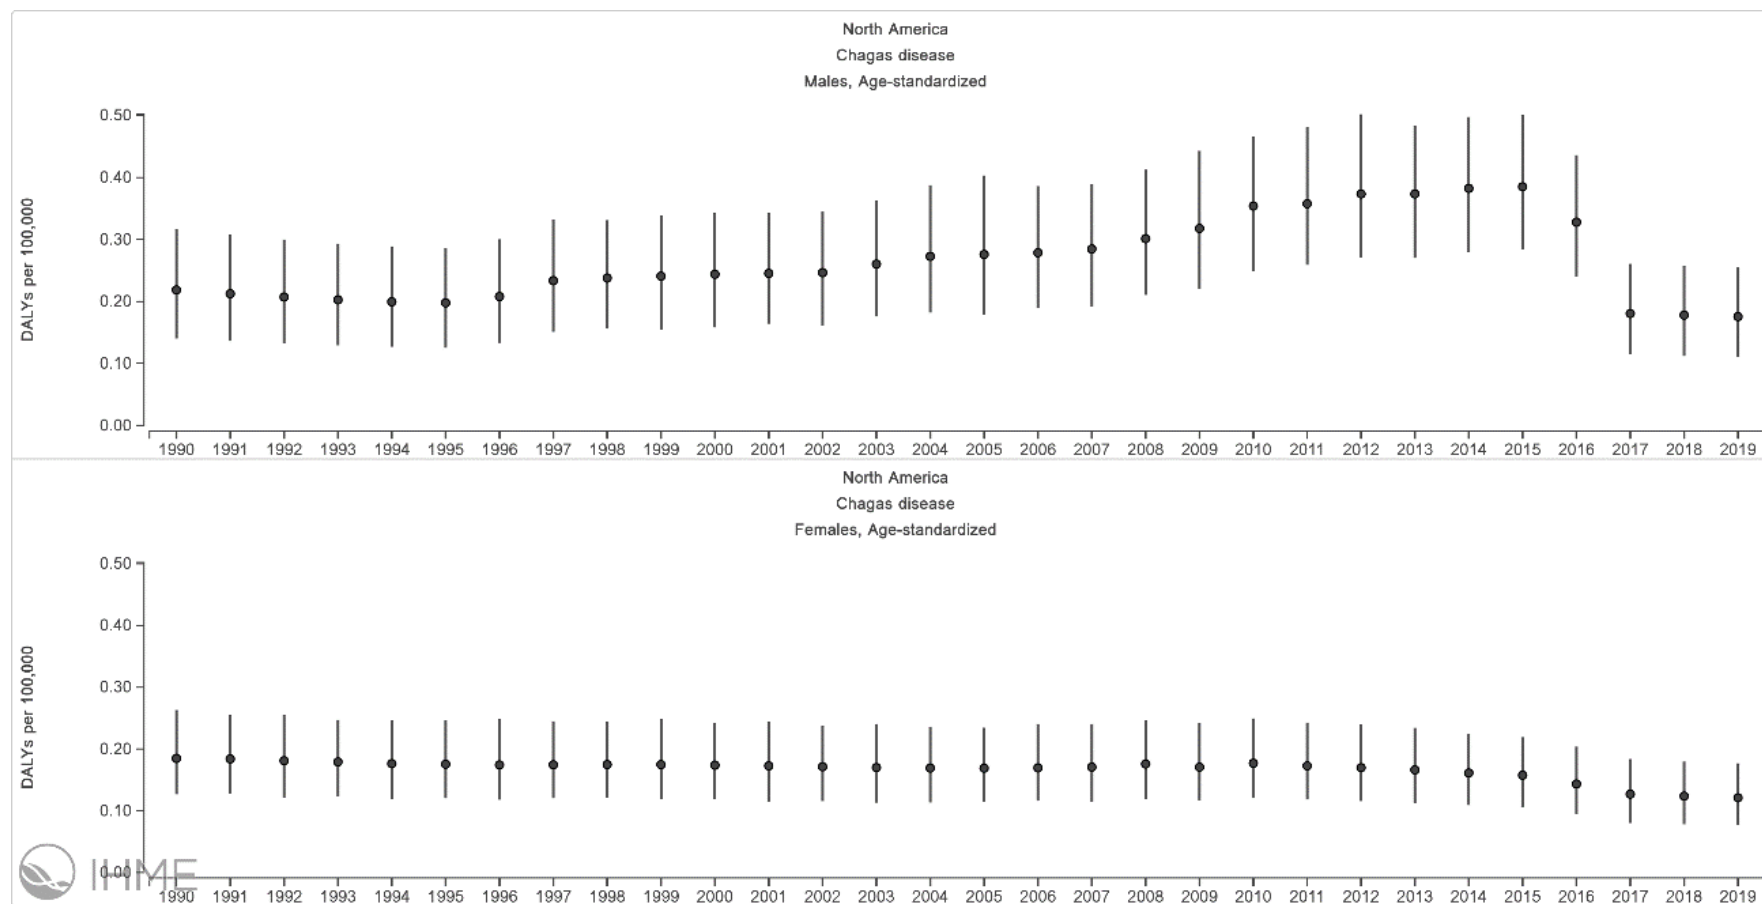 North America
Chagas disease
Males, Age-standardized
DALYs per 100,000
0.50
0.40
0.30
0.20
0.10
0.00
1990 1991 1992 1993 1994 1995 1996 1997 1998 1999 2000 2001 2002 2003 2004 2005 2006 2007 2008 2009 2010 2011 2012 2013 2014 2015 2016 2017 2018 2019
North America
Chagas disease
Females, Age-standardized
DALYs per 100,000
0.50
0.40
0.30
0.20
0.10
0.00
IHME
1990 1991 1992 1993 1994 1995 1996 1997 1998 1999 2000 2001 2002 2003 2004 2005 2006 2007 2008 2009 2010 2011 2012 2013 2014 2015 2016 2017 2018 2019